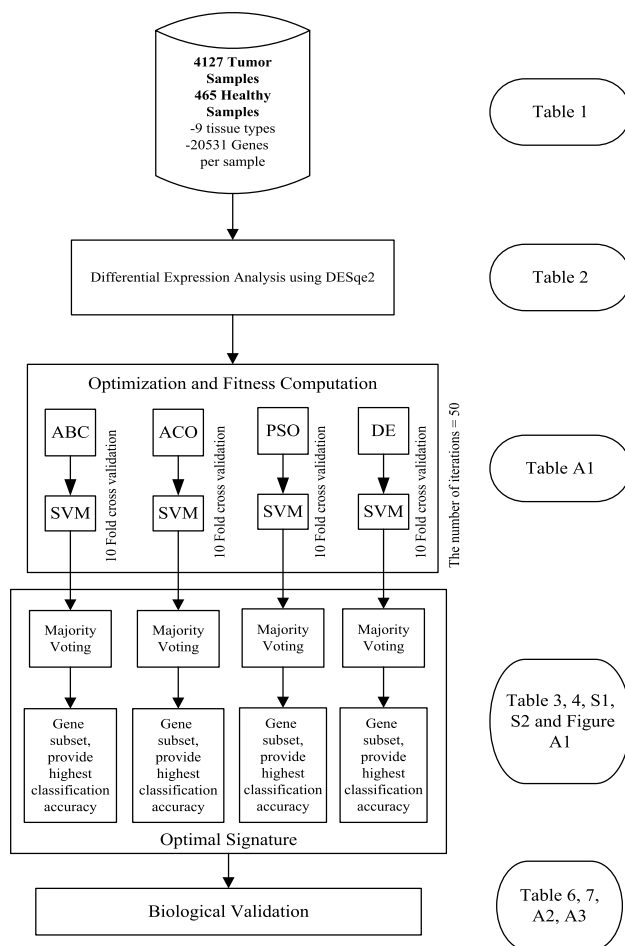 4127 Tumor
Samples
465 Healthy
Samples
-9 tissue types
-20531 Genes
per sample
Table 1
Differential Expression Analysis using DESqe2
Table 2
Optimization and Fitness Computation
ABC
ACO
PSO
DE
SVM
SVM
SVM
SVM
10 Fold cross validation
10 Fold cross validation
10 Fold cross validation
10 Fold cross validation
The number of iterations = 50
Table A1
Majority
Voting
Majority
Voting
Majority
Voting
Majority
Voting
Gene
subset,
provide
highest
classification
accuracy
Gene
subset,
provide
highest
classification
accuracy
Gene
subset,
provide
highest
classification
accuracy
Gene
subset,
provide
highest
classification
accuracy
Optimal Signature
Table 3, 4, S1,
S2 and Figure
A1
Biological Validation
Table 6, 7,
A2, A3